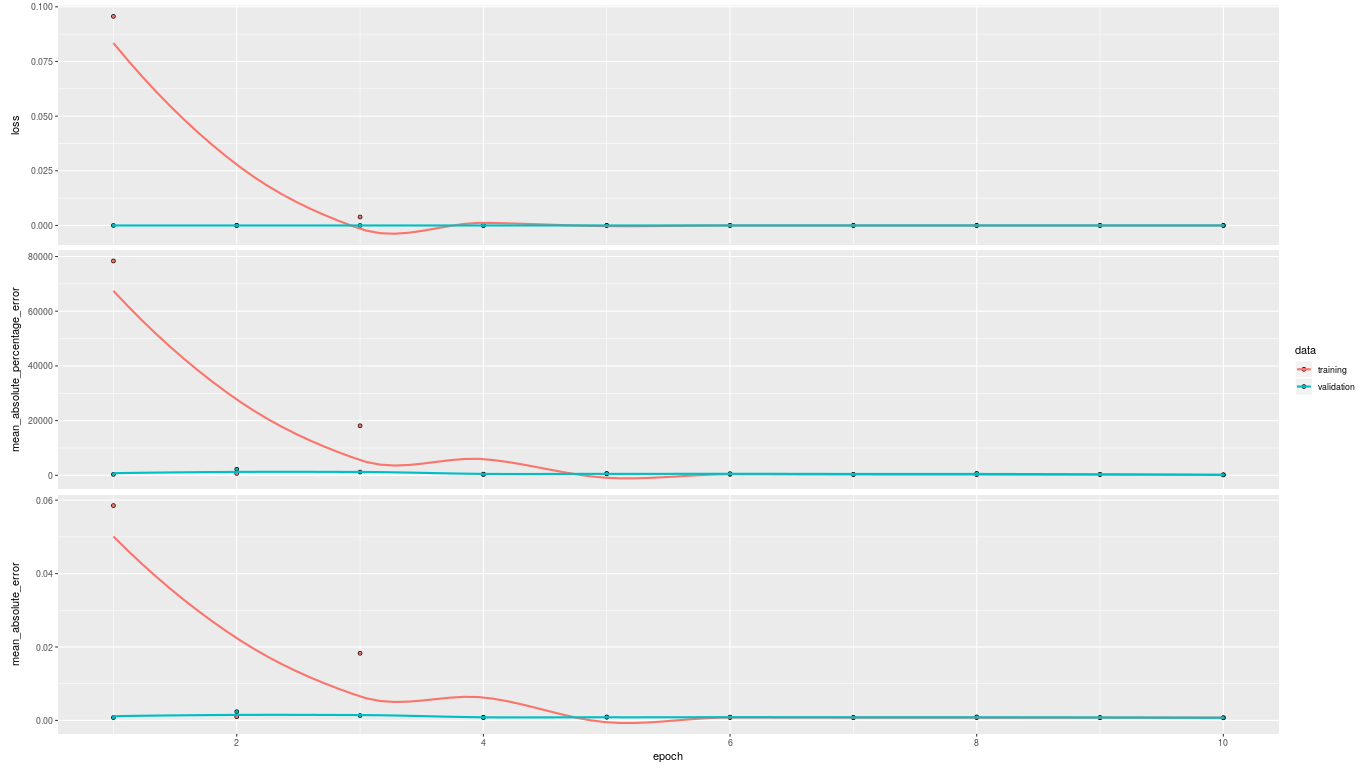 loss
0.100
0.075
0.050
0.025
0.000
mean_absolute_percentage_error
80000
60000
40000
20000
0
mean_absolute_error
0.06
0.04
0.02
0.00
2 4 6 8 10
epoch
data
training
validation